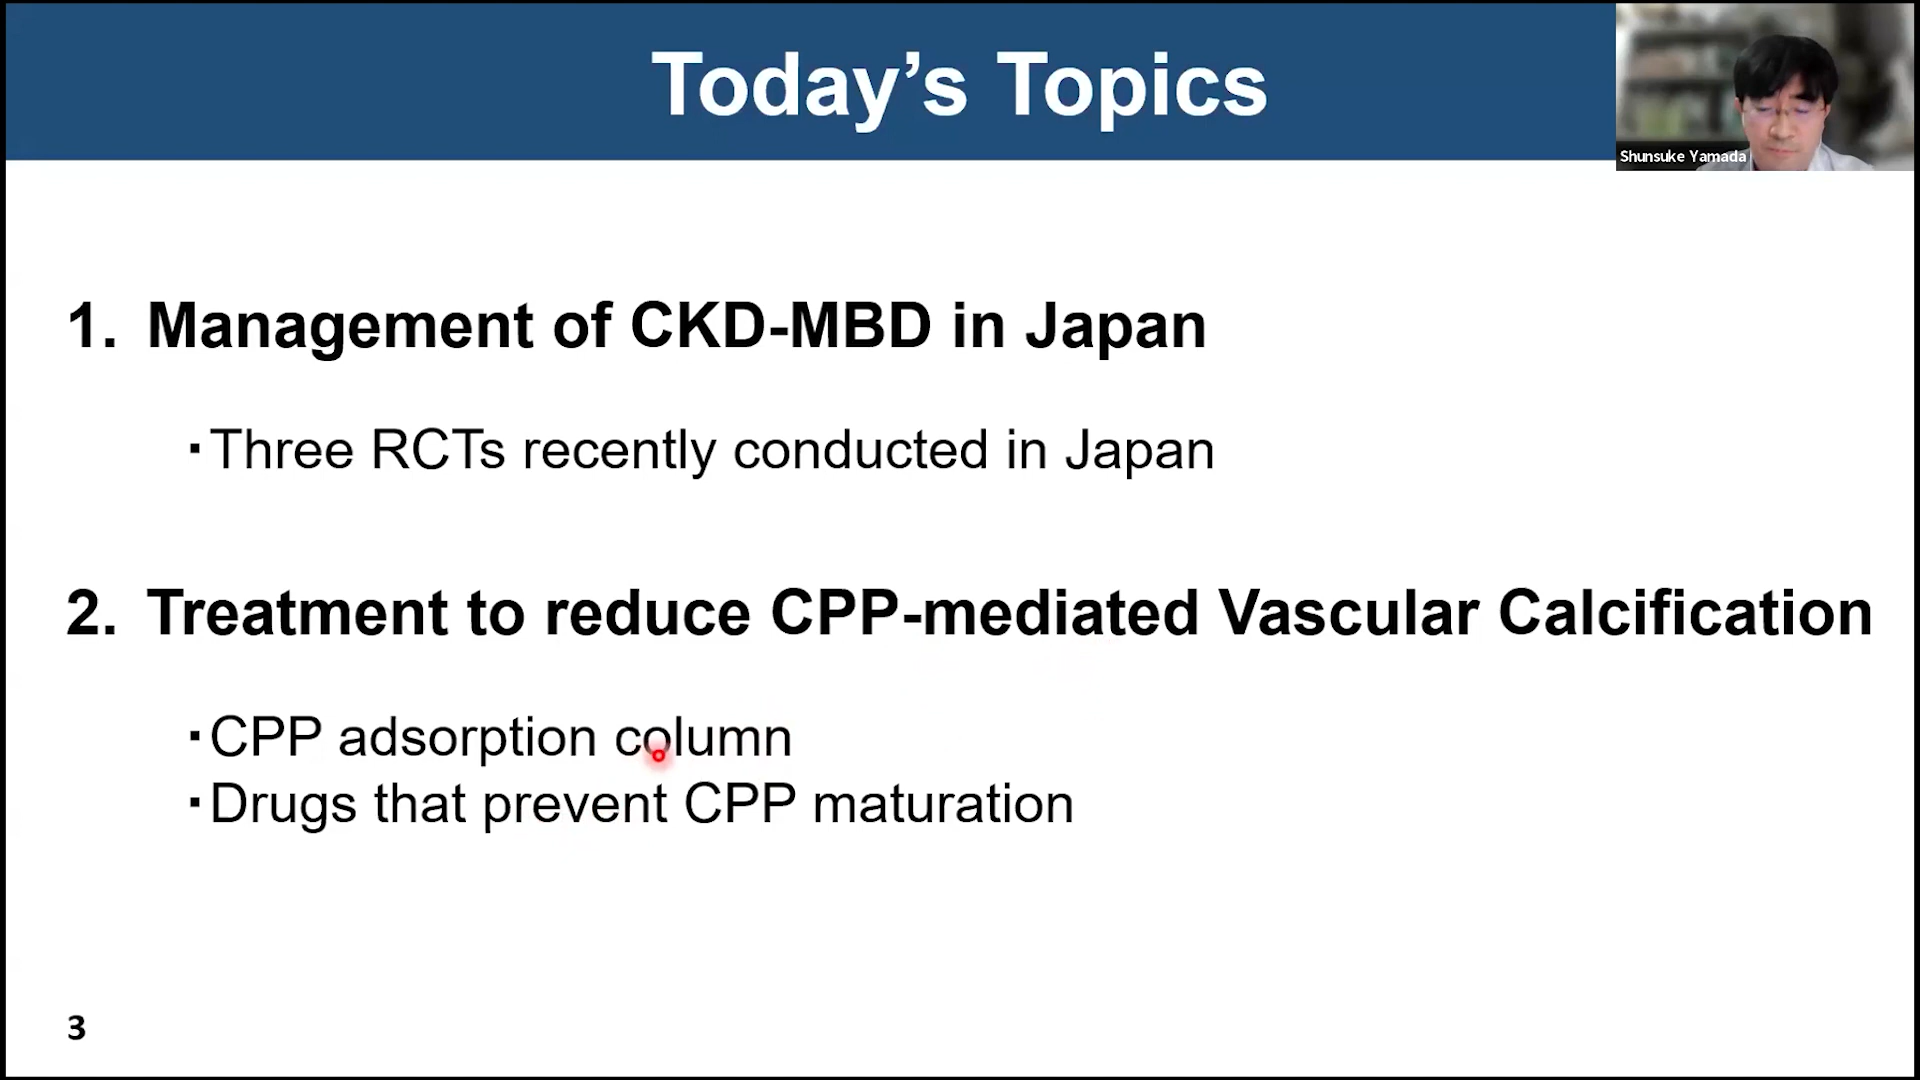 Today’s Topics
Shunsuke Yamada
1. Management of CKD-MBD in Japan
・Three RCTs recently conducted in Japan
2. Treatment to reduce CPP-mediated Vascular Calcification
・CPP adsorption column
・Drugs that prevent CPP maturation
3